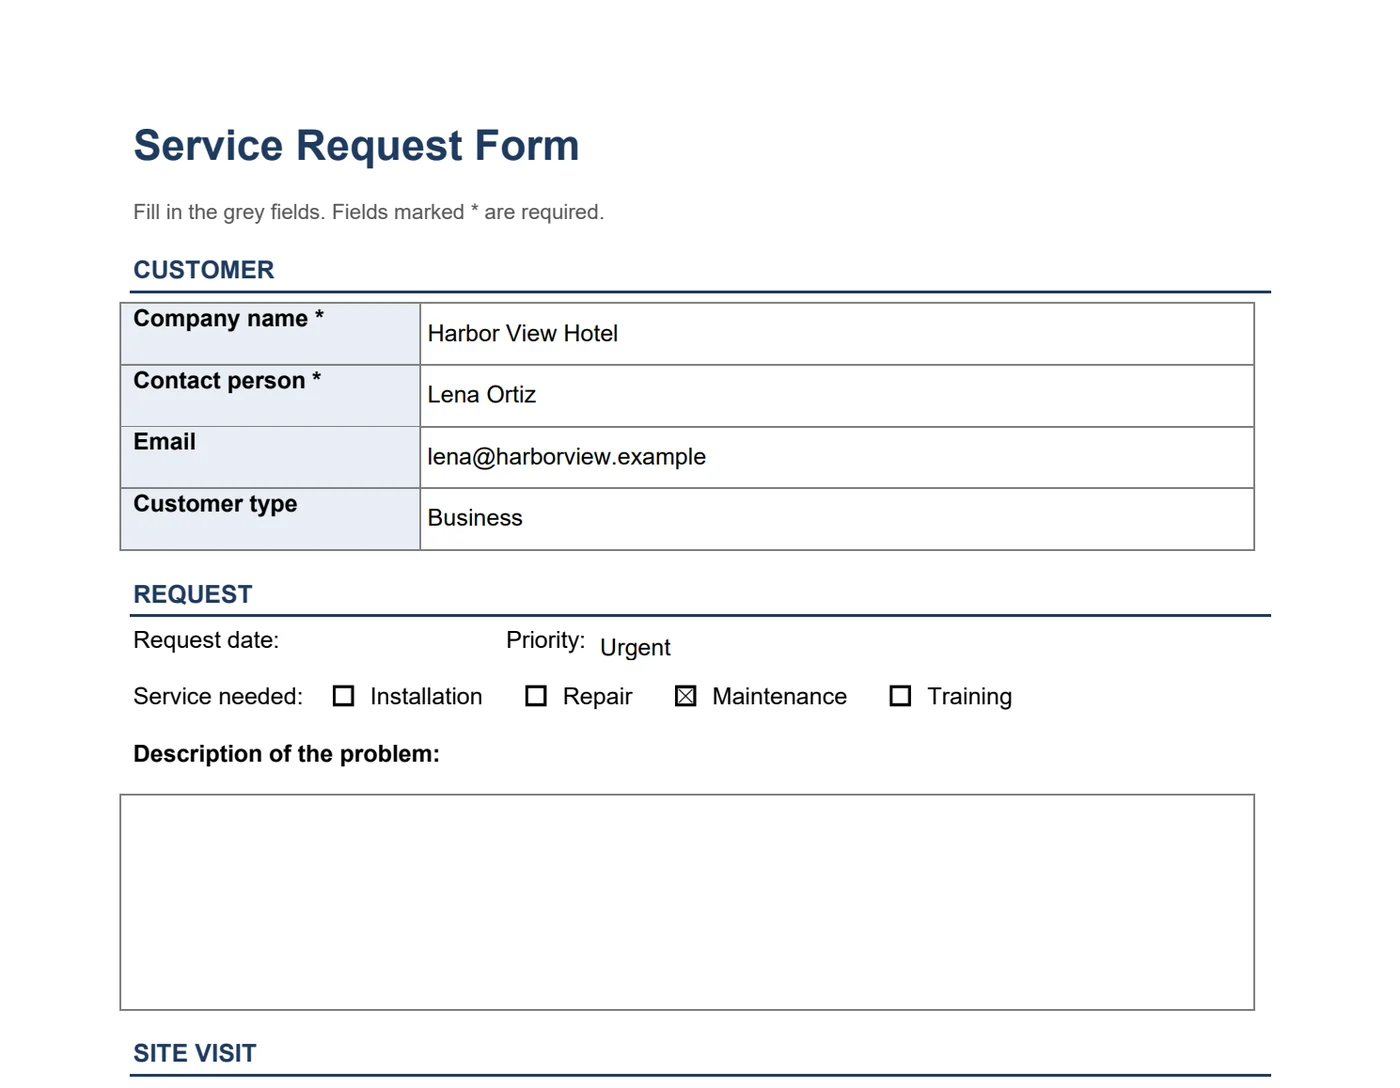 Service Request Form
Fill in the grey fields. Fields marked * are required.
CUSTOMER
Company name * Harbor View Hotel
Contact person * Lena Ortiz
Email lena@harborview.example
Customer type Business
REQUEST
Request date: Priority: Urgent
Service needed: ☐ Installation ☐ Repair ☒ Maintenance ☐ Training
Description of the problem:
SITE VISIT